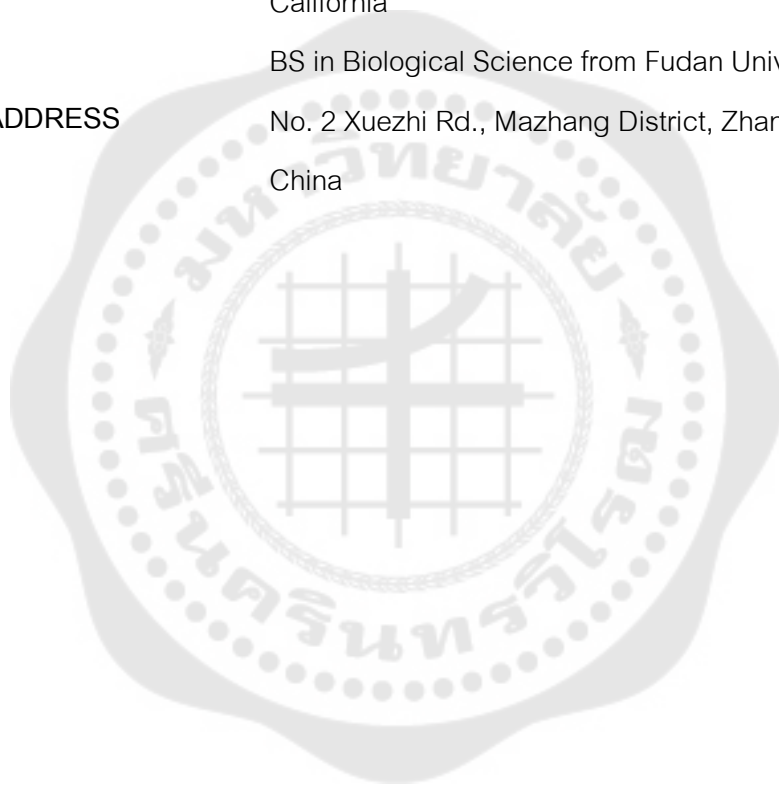 California
BS in Biological Science from Fudan Univ
ADDRESS No. 2 Xuezhi Rd., Mazhang District, Zhan
China
มหาวิทยาลัย
ศรีนครินทรวิโรฒ